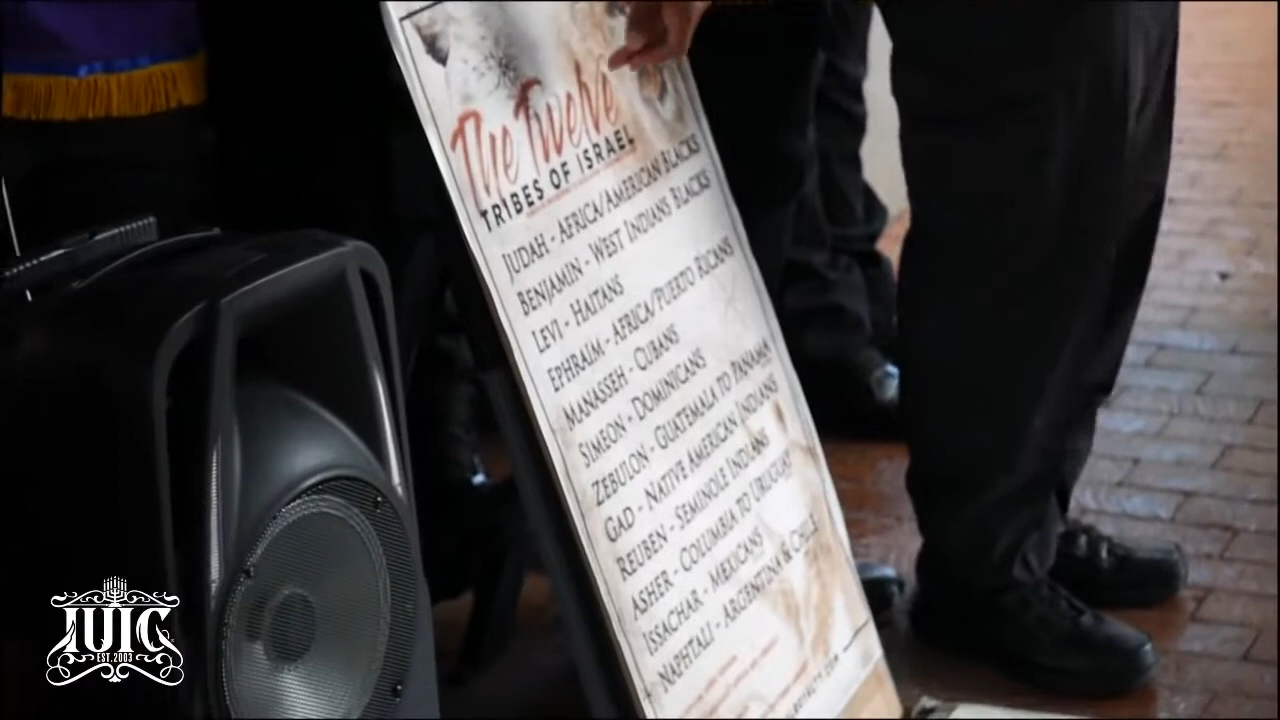 The Twelve
TRIBES OF ISRAEL
JUDAH - AFRICA/AMERICAN BLACKS
BENJAMIN - WEST INDIANS BLACKS
LEVI - HAITANS
EPHRAIM - AFRICA/PUERTO RICANS
MANASSEH - CUBANS
SIMEON - DOMINICANS
ZEBULON - GUATEMALA TO PANAMA
GAD - NATIVE AMERICAN INDIANS
REUBEN - SEMINOLE INDIANS
ASHER - COLUMBIA TO URUGUAY
ISSACHAR - MEXICANS
NAPHTALI - ARGENTINA & CHILE
IUIC
EST. 2003